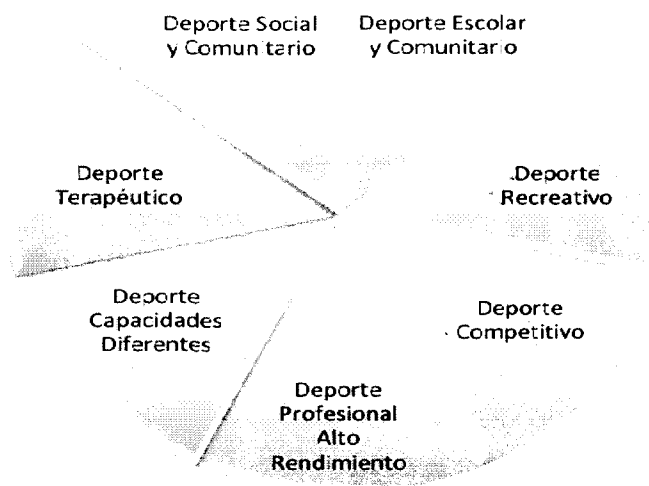 Deporte Social
y Comunitario
Deporte Escolar
y Comunitario
Deporte
Terapéutico
Deporte
Recreativo
Deporte
Capacidades
Diferentes
Deporte
Competitivo
Deporte
Profesional
Alto
Rendimiento